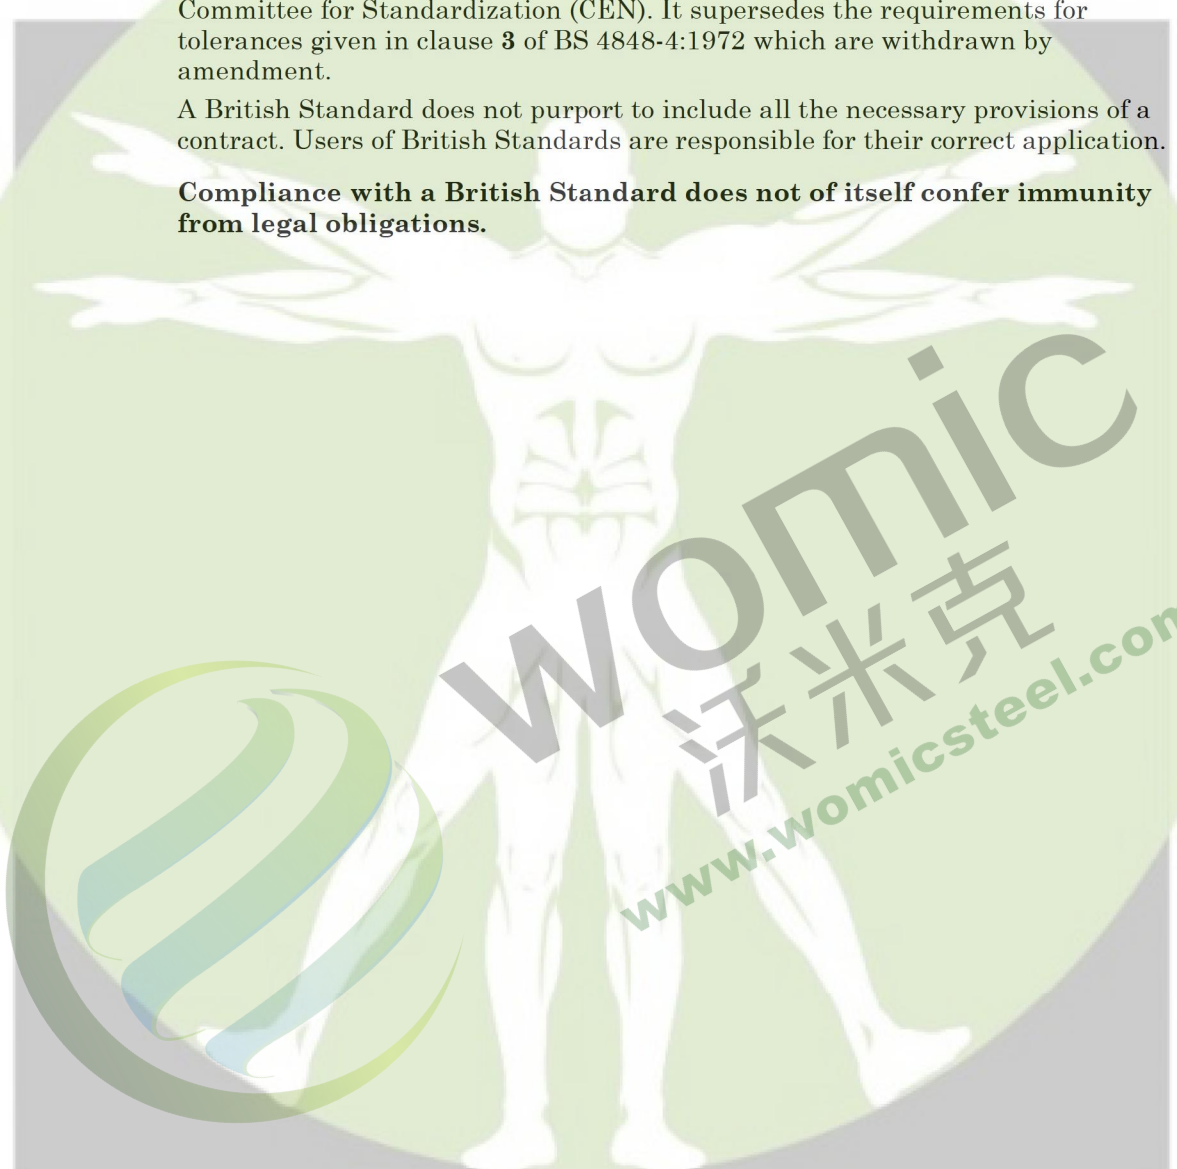 Committee for Standardization (CEN). It supersedes the requirements for
tolerances given in clause 3 of BS 4848-4:1972 which are withdrawn by
amendment.
A British Standard does not purport to include all the necessary provisions of a
contract. Users of British Standards are responsible for their correct application.
Compliance with a British Standard does not of itself confer immunity
from legal obligations.
womic
沃米克
www.womicsteel.com